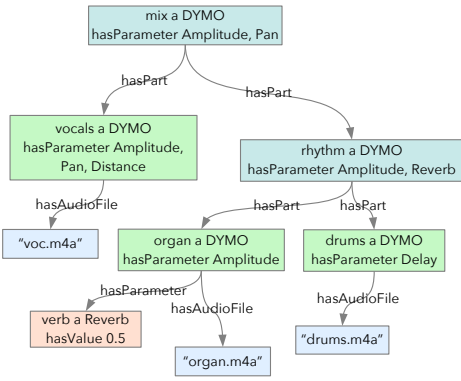 mix a DYMO
hasParameter Amplitude, Pan
hasPart
hasPart
vocals a DYMO
hasParameter Amplitude,
Pan, Distance
rhythm a DYMO
hasParameter Amplitude, Reverb
hasAudioFile
hasPart
hasPart
"voc.m4a"
organ a DYMO
hasParameter Amplitude
drums a DYMO
hasParameter Delay
hasParameter
hasAudioFile
hasAudioFile
verb a Reverb
hasValue 0.5
"organ.m4a"
"drums.m4a"